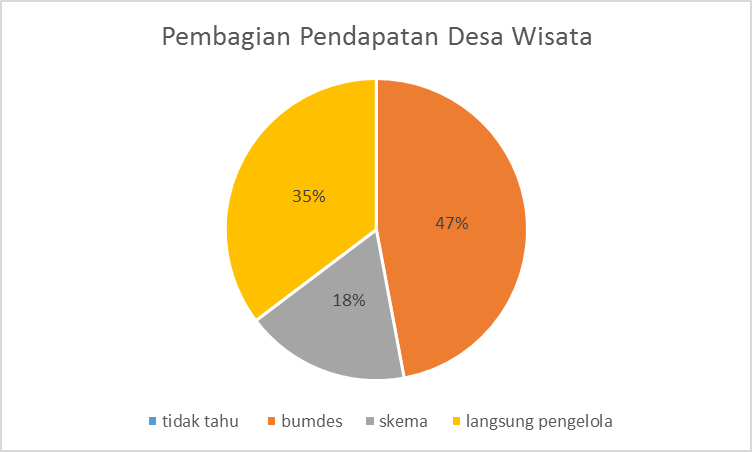 Pembagian Pendapatan Desa Wisata
35%
47%
18%
tidak tahu bumdes skema langsung pengelola